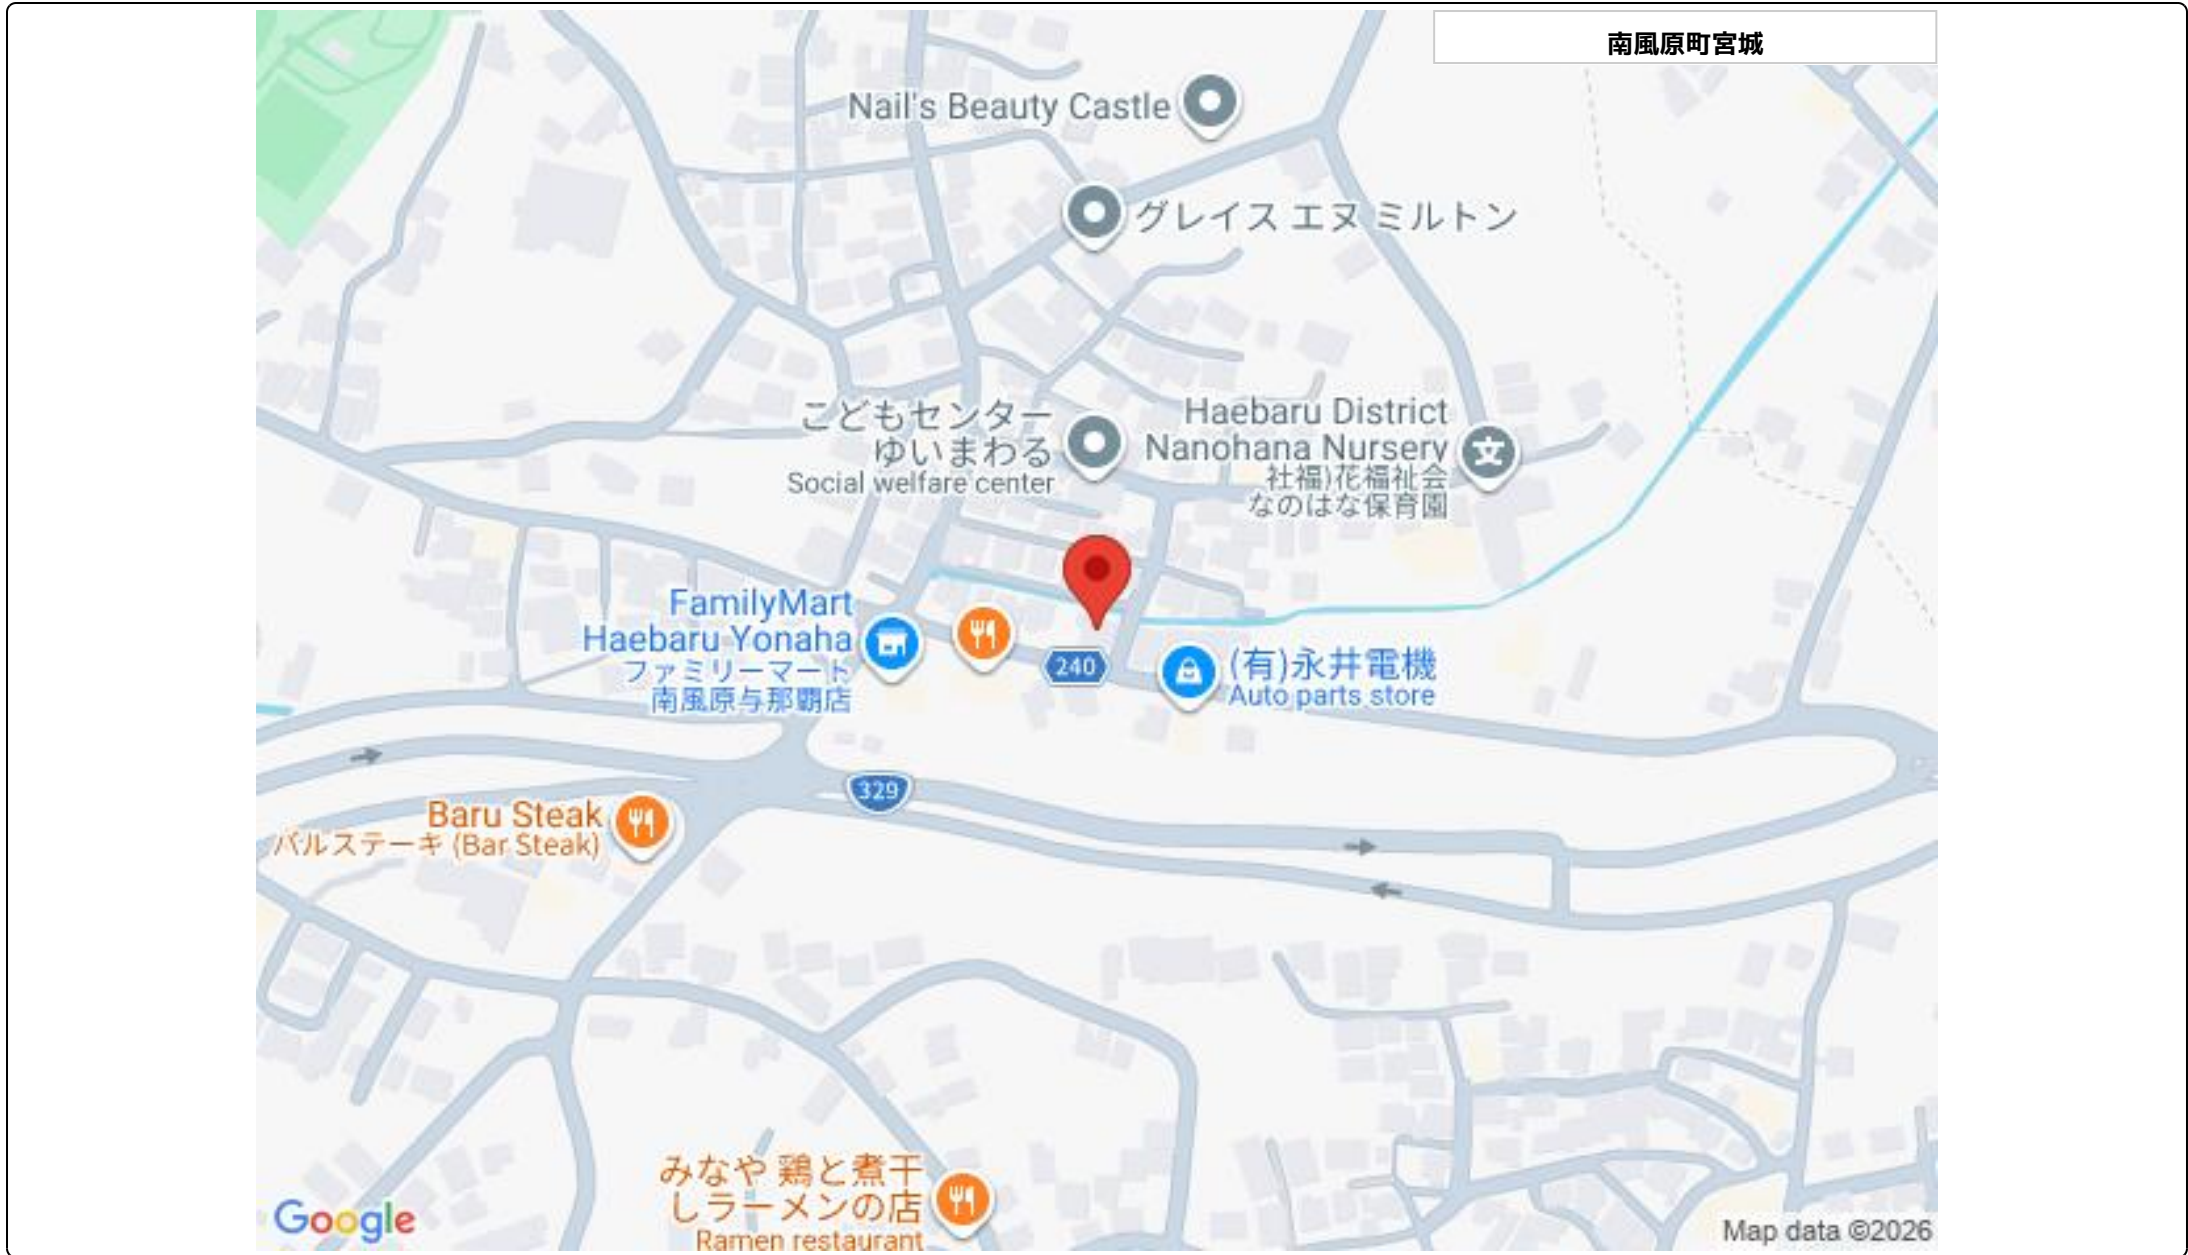 南風原町宮城
Nail's Beauty Castle
グレイス エヌ ミルトン
こどもセンター
ゆいまわる
Social welfare center
Haebaru District
Nanohana Nursery
社福)花福祉会
なのはな保育園
FamilyMart
Haebaru Yonaha
ファミリーマート
南風原与那覇店
240
(有)永井電機
Auto parts store
329
Baru Steak
バルステーキ (Bar Steak)
みなや 鶏と煮干
しラーメンの店
Ramen restaurant
Google
Map data ©2026